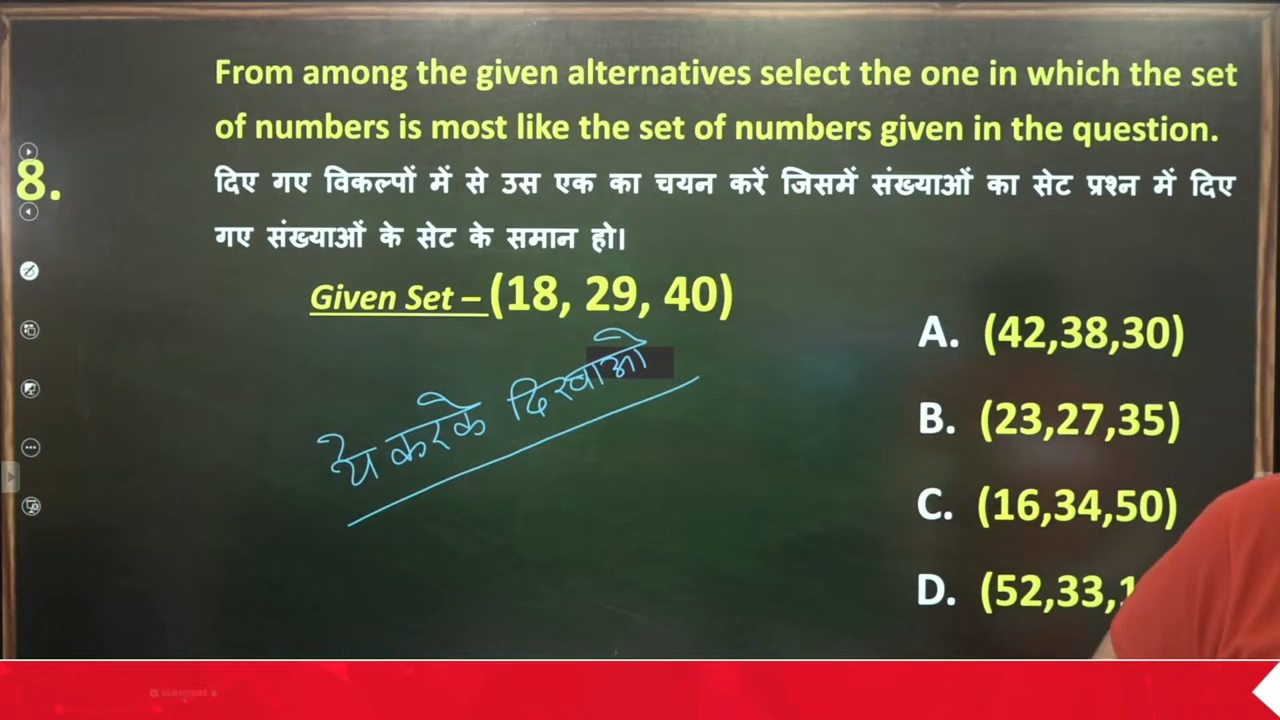 From among the given alternatives select the one in which the set
of numbers is most like the set of numbers given in the question.
8.
दिए गए विकल्पों में से उस एक का चयन करें जिसमें संख्याओं का सेट प्रश्न में दिए
गए संख्याओं के सेट के समान हो।
Given Set – (18, 29, 40)
ये करके दिखाओ
A. (42,38,30)
B. (23,27,35)
C. (16,34,50)
D. (52,33,1
SUBSCRIBE